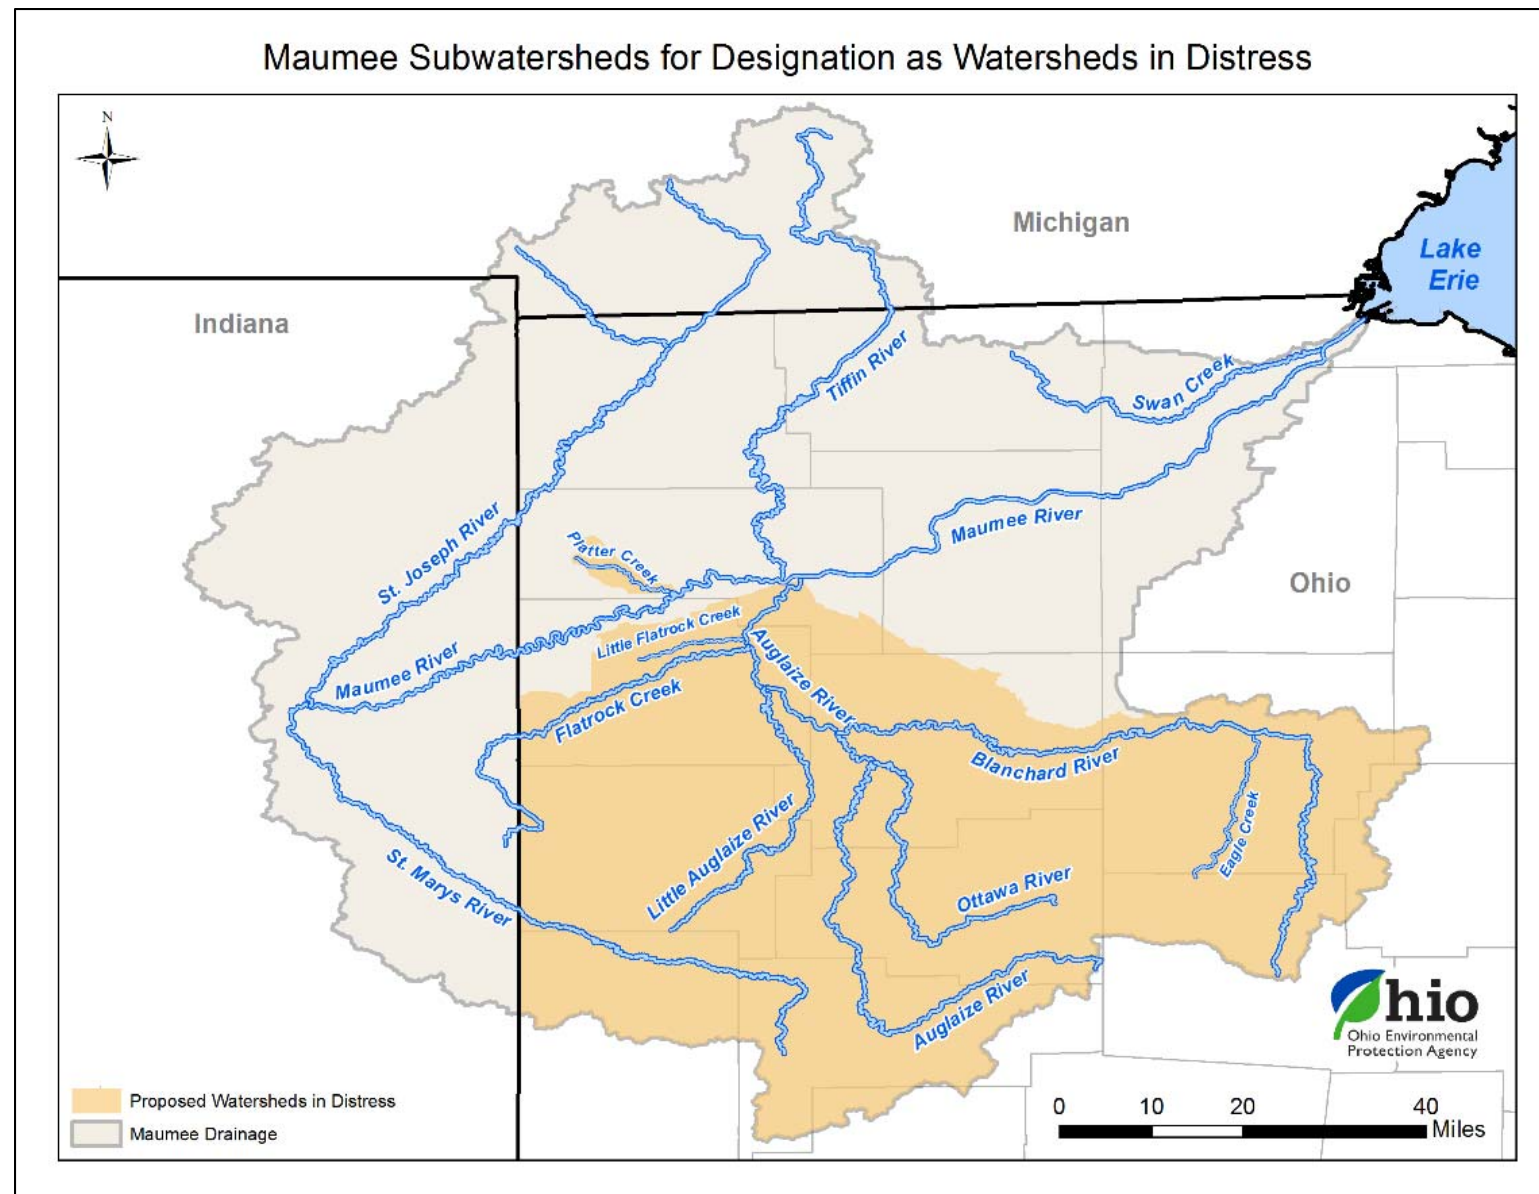 Maumee Subwatersheds for Designation as Watersheds in Distress
N
Michigan
Lake
Erie
Indiana
Tiffin River
Swan Creek
St. Joseph River
Maumee River
Platter Creek
Ohio
Little Flatrock Creek
Maumee River
Auglaize River
Flatrock Creek
Blanchard River
Little Auglaize River
Eagle Creek
St. Marys River
Ottawa River
Auglaize River
Ohio
Ohio Environmental
Protection Agency
Proposed Watersheds in Distress
Maumee Drainage
0 10 20 40
Miles